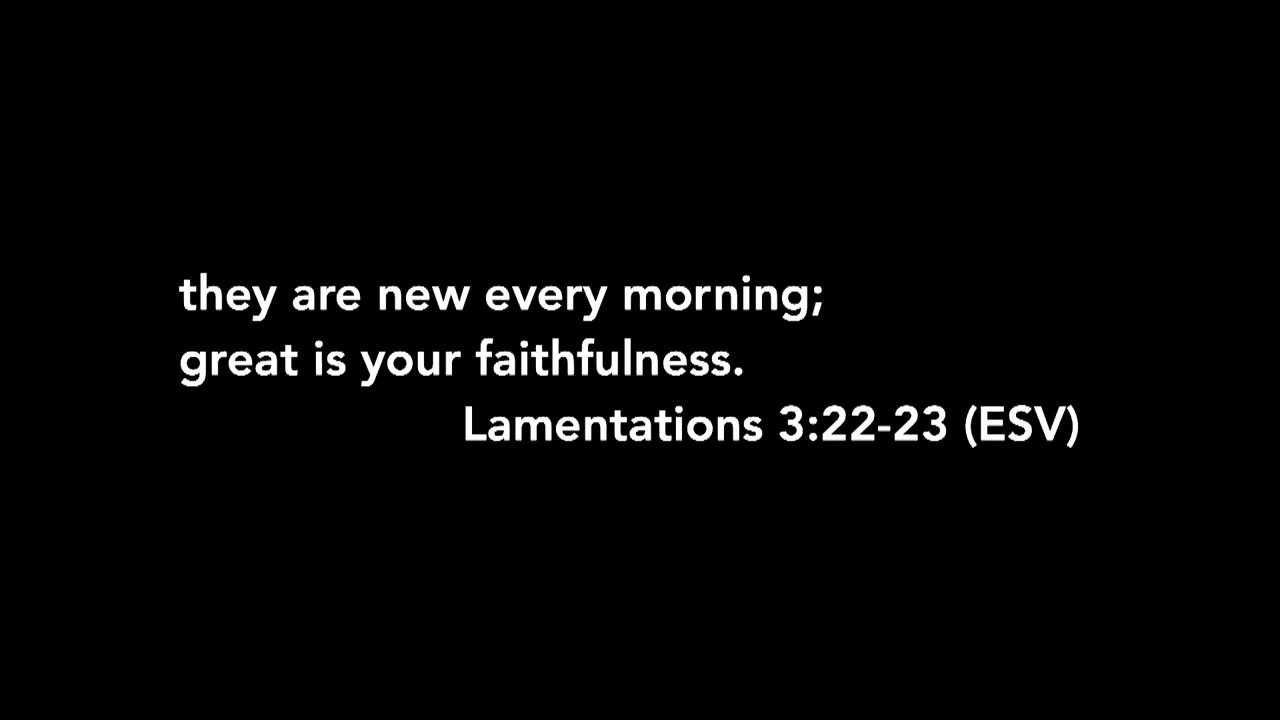 they are new every morning;
great is your faithfulness.
Lamentations 3:22-23 (ESV)